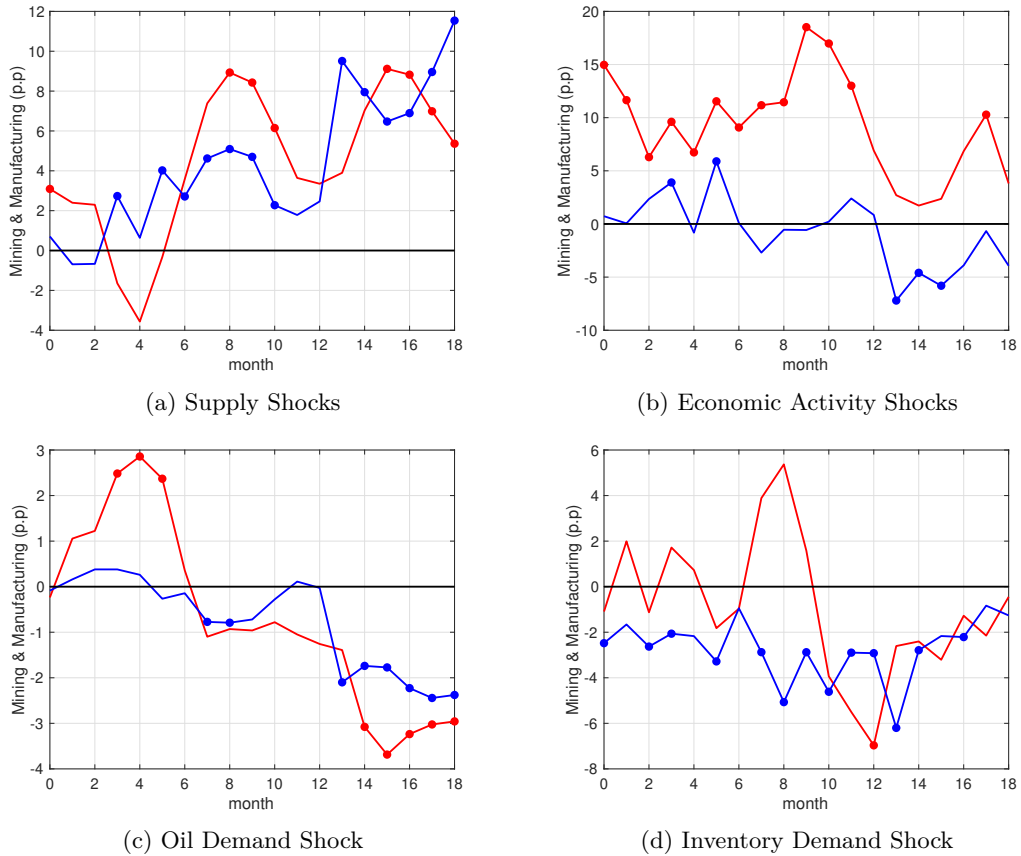 Mining & Manufacturing (p.p)
12
10
8
6
4
2
0
-2
-4
0 2 4 6 8 10 12 14 16 18
month
(a) Supply Shocks
Mining & Manufacturing (p.p)
20
15
10
5
0
-5
-10
0 2 4 6 8 10 12 14 16 18
month
(b) Economic Activity Shocks
Mining & Manufacturing (p.p)
3
2
1
0
-1
-2
-3
-4
0 2 4 6 8 10 12 14 16 18
month
(c) Oil Demand Shock
Mining & Manufacturing (p.p)
6
4
2
0
-2
-4
-6
-8
0 2 4 6 8 10 12 14 16 18
month
(d) Inventory Demand Shock